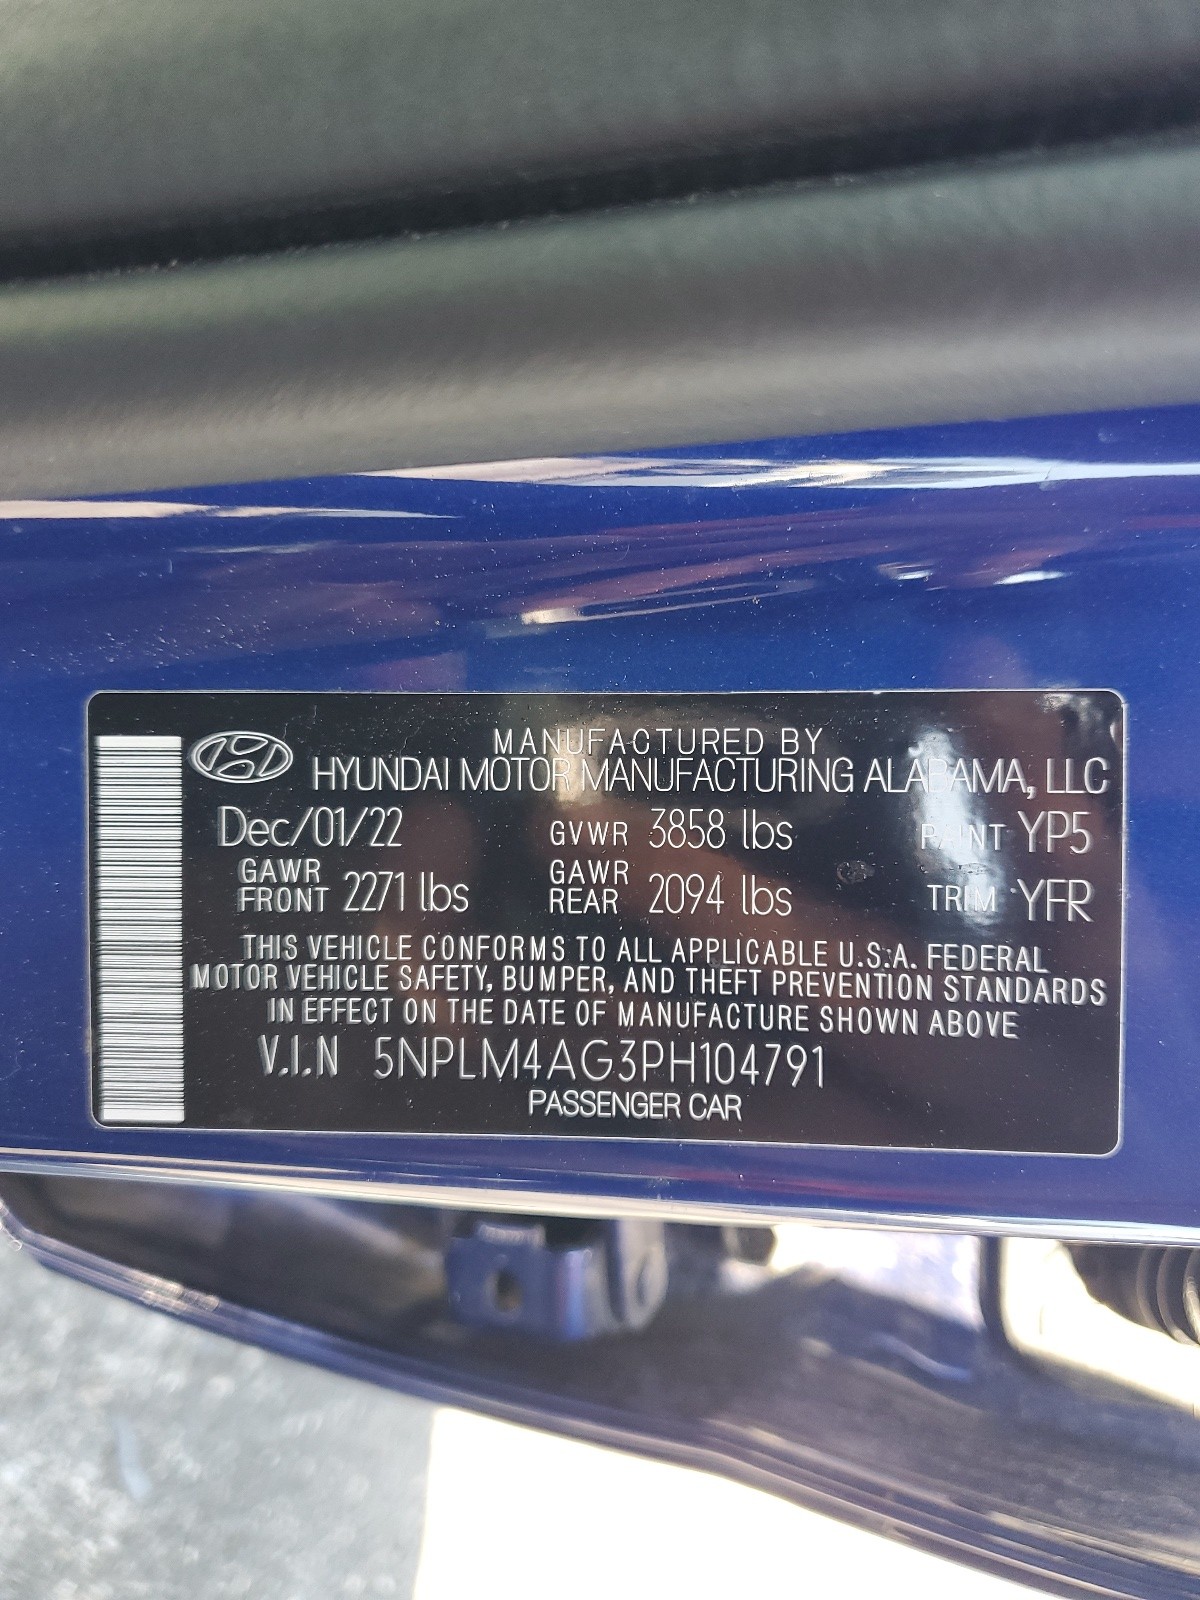 MANUFACTURED BY
HYUNDAI MOTOR MANUFACTURING ALABAMA, LLC
Dec/01/22 GVWR 3858 lbs PAINT YP5
GAWR FRONT 2271 lbs GAWR REAR 2094 lbs TRIM YFR
THIS VEHICLE CONFORMS TO ALL APPLICABLE U.S.A. FEDERAL
MOTOR VEHICLE SAFETY, BUMPER, AND THEFT PREVENTION STANDARDS
IN EFFECT ON THE DATE OF MANUFACTURE SHOWN ABOVE
V.I.N 5NPLM4AG3PH104791
PASSENGER CAR